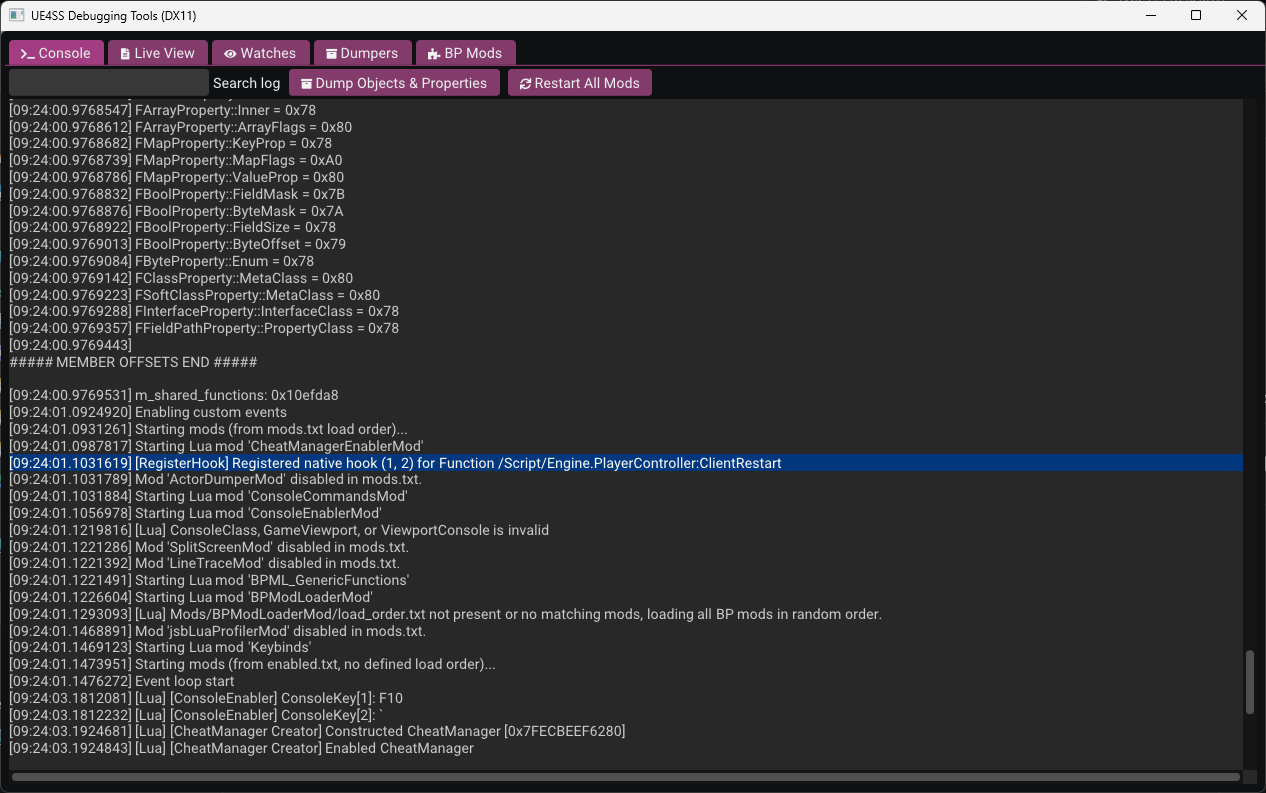 UE4SS Debugging Tools (DX11)
Console Live View Watches Dumpers BP Mods
Search log Dump Objects & Properties Restart All Mods
[09:24:00.9768547] FArrayProperty::Inner = 0x78
[09:24:00.9768612] FArrayProperty::ArrayFlags = 0x80
[09:24:00.9768682] FMapProperty::KeyProp = 0x78
[09:24:00.9768739] FMapProperty::MapFlags = 0xA0
[09:24:00.9768786] FMapProperty::ValueProp = 0x80
[09:24:00.9768832] FBoolProperty::FieldMask = 0x7B
[09:24:00.9768876] FBoolProperty::ByteMask = 0x7A
[09:24:00.9768922] FBoolProperty::FieldSize = 0x78
[09:24:00.9769013] FBoolProperty::ByteOffset = 0x79
[09:24:00.9769084] FByteProperty::Enum = 0x78
[09:24:00.9769142] FClassProperty::MetaClass = 0x80
[09:24:00.9769223] FSoftClassProperty::MetaClass = 0x80
[09:24:00.9769288] FInterfaceProperty::InterfaceClass = 0x78
[09:24:00.9769357] FFieldPathProperty::PropertyClass = 0x78
[09:24:00.9769443]
##### MEMBER OFFSETS END #####
[09:24:00.9769531] m_shared_functions: 0x10efda8
[09:24:01.0924920] Enabling custom events
[09:24:01.0931261] Starting mods (from mods.txt load order)...
[09:24:01.0987817] Starting Lua mod 'CheatManagerEnablerMod'
[09:24:01.1031619] [RegisterHook] Registered native hook (1, 2) for Function /Script/Engine.PlayerController:ClientRestart
[09:24:01.1031789] Mod 'ActorDumperMod' disabled in mods.txt.
[09:24:01.1031884] Starting Lua mod 'ConsoleCommandsMod'
[09:24:01.1056978] Starting Lua mod 'ConsoleEnablerMod'
[09:24:01.1219816] [Lua] ConsoleClass, GameViewport, or ViewportConsole is invalid
[09:24:01.1221286] Mod 'SplitScreenMod' disabled in mods.txt.
[09:24:01.1221392] Mod 'LineTraceMod' disabled in mods.txt.
[09:24:01.1221491] Starting Lua mod 'BPML_GenericFunctions'
[09:24:01.1226604] Starting Lua mod 'BPModLoaderMod'
[09:24:01.1293093] [Lua] Mods/BPModLoaderMod/load_order.txt not present or no matching mods, loading all BP mods in random order.
[09:24:01.1468891] Mod 'jsbLuaProfilerMod' disabled in mods.txt.
[09:24:01.1469123] Starting Lua mod 'Keybinds'
[09:24:01.1473951] Starting mods (from enabled.txt, no defined load order)...
[09:24:01.1476272] Event loop start
[09:24:03.1812081] [Lua] [ConsoleEnabler] ConsoleKey[1]: F10
[09:24:03.1812232] [Lua] [ConsoleEnabler] ConsoleKey[2]: `
[09:24:03.1924681] [Lua] [CheatManager Creator] Constructed CheatManager [0x7FECBEEF6280]
[09:24:03.1924843] [Lua] [CheatManager Creator] Enabled CheatManager